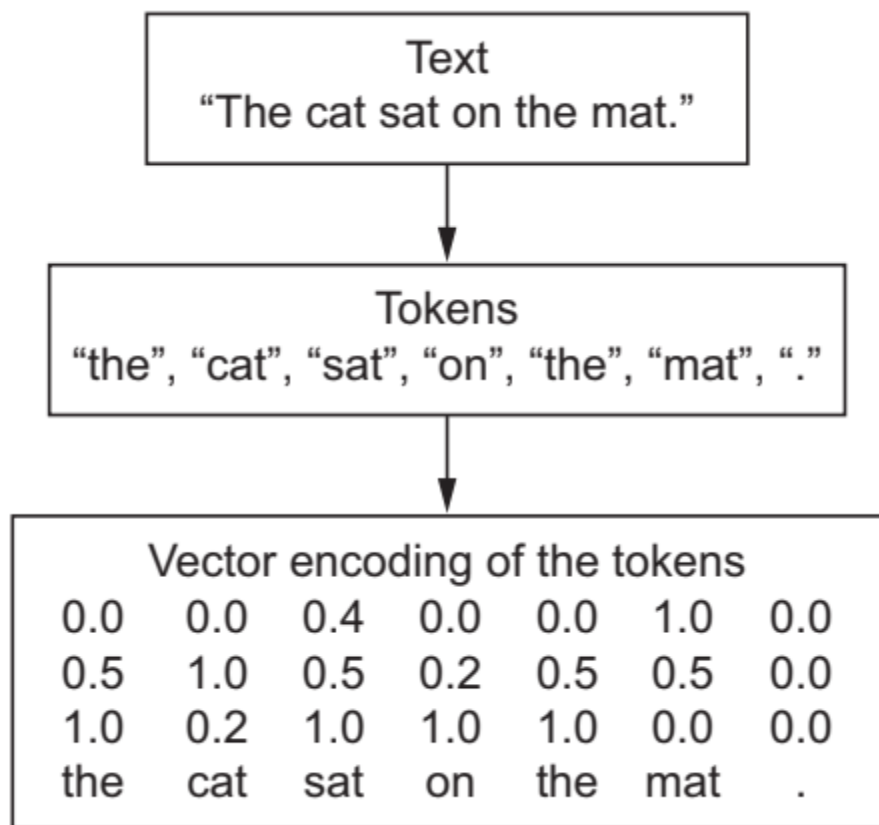 Text
“The cat sat on the mat.”
Tokens
“the”, “cat”, “sat”, “on”, “the”, “mat”, “.”
Vector encoding of the tokens
0.0 0.0 0.4 0.0 0.0 1.0 0.0
0.5 1.0 0.5 0.2 0.5 0.5 0.0
1.0 0.2 1.0 1.0 1.0 0.0 0.0
the cat sat on the mat .